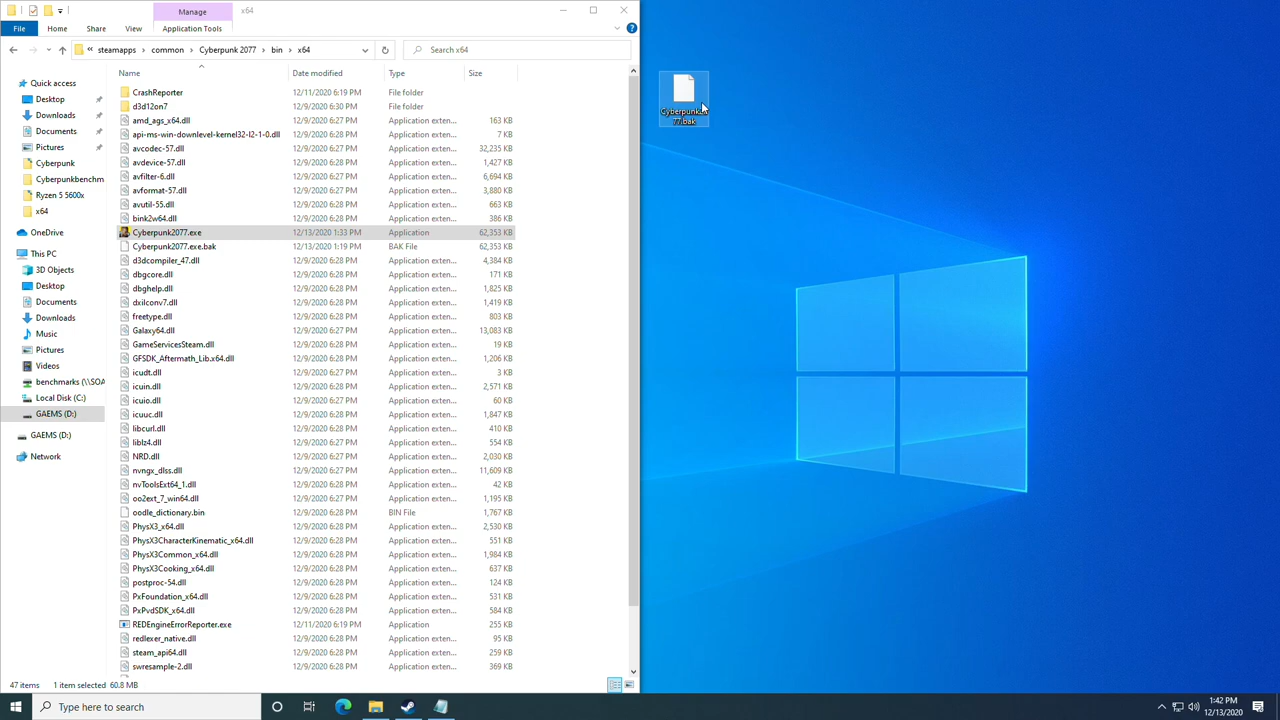 Manage
x64
File
Home
Share
View
Application Tools
steamapps
common
Cyberpunk 2077
bin
x64
Search x64
Name
Date modified
Type
Size
Quick access
Desktop
Downloads
Documents
Pictures
Cyberpunk
Cyberpunkbenchm
Ryzen 5 5600x
x64
OneDrive
This PC
3D Objects
Desktop
Documents
Downloads
Music
Pictures
Videos
benchmarks (\\SOA
Local Disk (C:)
GAEMS (D:)
GAEMS (D:)
Network
CrashReporter 12/11/2020 6:19 PM File folder
d3d12on7 12/9/2020 6:30 PM File folder
amd_ags_x64.dll 12/9/2020 6:27 PM Application exten... 163 KB
api-ms-win-downlevel-kernel32-l2-1-0.dll 12/9/2020 6:28 PM Application exten... 7 KB
avcodec-57.dll 12/9/2020 6:27 PM Application exten... 32,235 KB
avdevice-57.dll 12/9/2020 6:28 PM Application exten... 1,427 KB
avfilter-6.dll 12/9/2020 6:27 PM Application exten... 6,694 KB
avformat-57.dll 12/9/2020 6:27 PM Application exten... 3,880 KB
avutil-55.dll 12/9/2020 6:28 PM Application exten... 663 KB
bink2w64.dll 12/9/2020 6:28 PM Application exten... 386 KB
Cyberpunk2077.exe 12/13/2020 1:33 PM Application 62,353 KB
Cyberpunk2077.exe.bak 12/13/2020 1:19 PM BAK File 62,353 KB
d3dcompiler_47.dll 12/9/2020 6:28 PM Application exten... 4,384 KB
dbgcore.dll 12/9/2020 6:28 PM Application exten... 171 KB
dbghelp.dll 12/9/2020 6:28 PM Application exten... 1,825 KB
dxilconv7.dll 12/9/2020 6:28 PM Application exten... 1,419 KB
freetype.dll 12/9/2020 6:28 PM Application exten... 803 KB
Galaxy64.dll 12/9/2020 6:27 PM Application exten... 13,083 KB
GameServicesSteam.dll 12/9/2020 6:28 PM Application exten... 19 KB
GFSDK_Aftermath_Lib.x64.dll 12/9/2020 6:28 PM Application exten... 1,206 KB
icudt.dll 12/9/2020 6:27 PM Application exten... 3 KB
icuin.dll 12/9/2020 6:28 PM Application exten... 2,571 KB
icuio.dll 12/9/2020 6:28 PM Application exten... 60 KB
icuuc.dll 12/9/2020 6:28 PM Application exten... 1,847 KB
libcurl.dll 12/9/2020 6:28 PM Application exten... 410 KB
liblz4.dll 12/9/2020 6:27 PM Application exten... 554 KB
NRD.dll 12/9/2020 6:28 PM Application exten... 2,030 KB
nvngx_dlss.dll 12/9/2020 6:27 PM Application exten... 11,609 KB
nvToolsExt64_1.dll 12/9/2020 6:28 PM Application exten... 42 KB
oo2ext_7_win64.dll 12/9/2020 6:28 PM Application exten... 1,195 KB
oodle_dictionary.bin 12/9/2020 6:28 PM BIN File 1,767 KB
PhysX3_x64.dll 12/9/2020 6:28 PM Application exten... 2,530 KB
PhysX3CharacterKinematic_x64.dll 12/9/2020 6:28 PM Application exten... 551 KB
PhysX3Common_x64.dll 12/9/2020 6:28 PM Application exten... 1,984 KB
PhysX3Cooking_x64.dll 12/9/2020 6:28 PM Application exten... 637 KB
postproc-54.dll 12/9/2020 6:28 PM Application exten... 124 KB
PxFoundation_x64.dll 12/9/2020 6:28 PM Application exten... 531 KB
PxPvdSDK_x64.dll 12/9/2020 6:28 PM Application exten... 584 KB
REDEngineErrorReporter.exe 12/11/2020 6:19 PM Application 255 KB
redlexer_native.dll 12/9/2020 6:28 PM Application exten... 95 KB
steam_api64.dll 12/9/2020 6:28 PM Application exten... 259 KB
swresample-2.dll 12/9/2020 6:28 PM Application exten... 369 KB
47 items
1 item selected 60.8 MB
77.bak
Type here to search
1:42 PM
12/13/2020